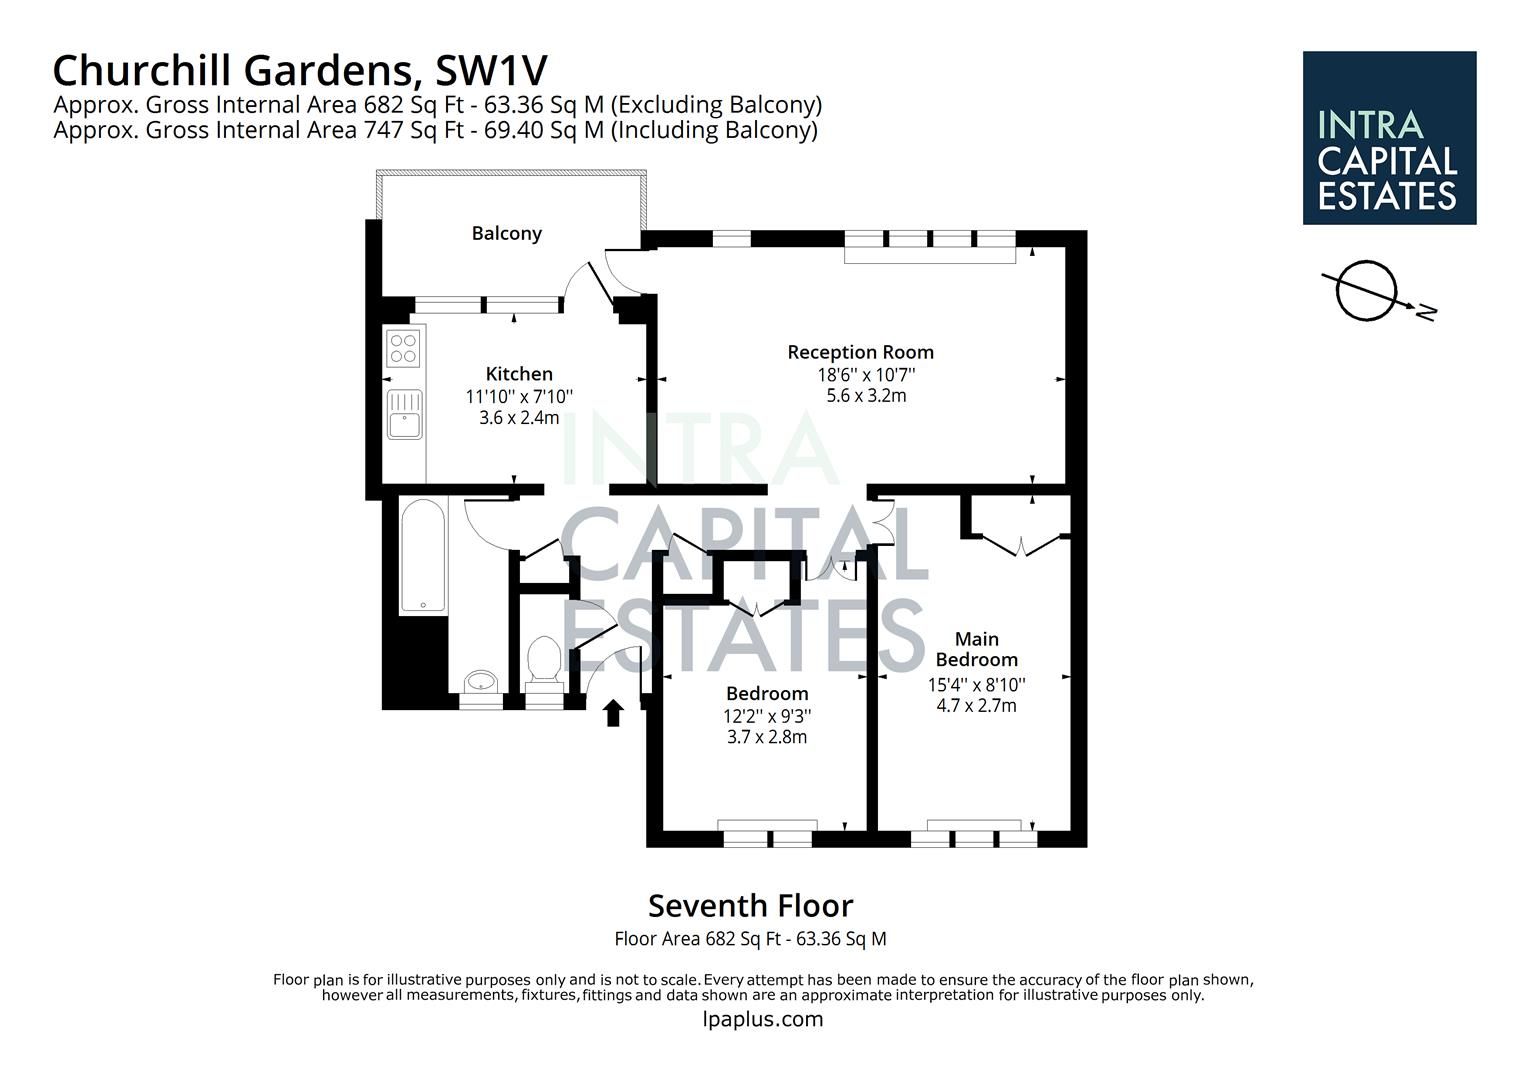 Churchill Gardens, SW1V
Approx. Gross Internal Area 682 Sq Ft - 63.36 Sq M (Excluding Balcony)
Approx. Gross Internal Area 747 Sq Ft - 69.40 Sq M (Including Balcony)
INTRA
CAPITAL
ESTATES
N
Balcony
Kitchen
11'10'' x 7'10''
3.6 x 2.4m
Reception Room
18'6'' x 10'7''
5.6 x 3.2m
INTRA
CAPITAL
ESTATES
Main
Bedroom
15'4'' x 8'10''
4.7 x 2.7m
Bedroom
12'2'' x 9'3''
3.7 x 2.8m
Seventh Floor
Floor Area 682 Sq Ft - 63.36 Sq M
Floor plan is for illustrative purposes only and is not to scale. Every attempt has been made to ensure the accuracy of the floor plan shown,
however all measurements, fixtures, fittings and data shown are an approximate interpretation for illustrative purposes only.
lpaplus.com